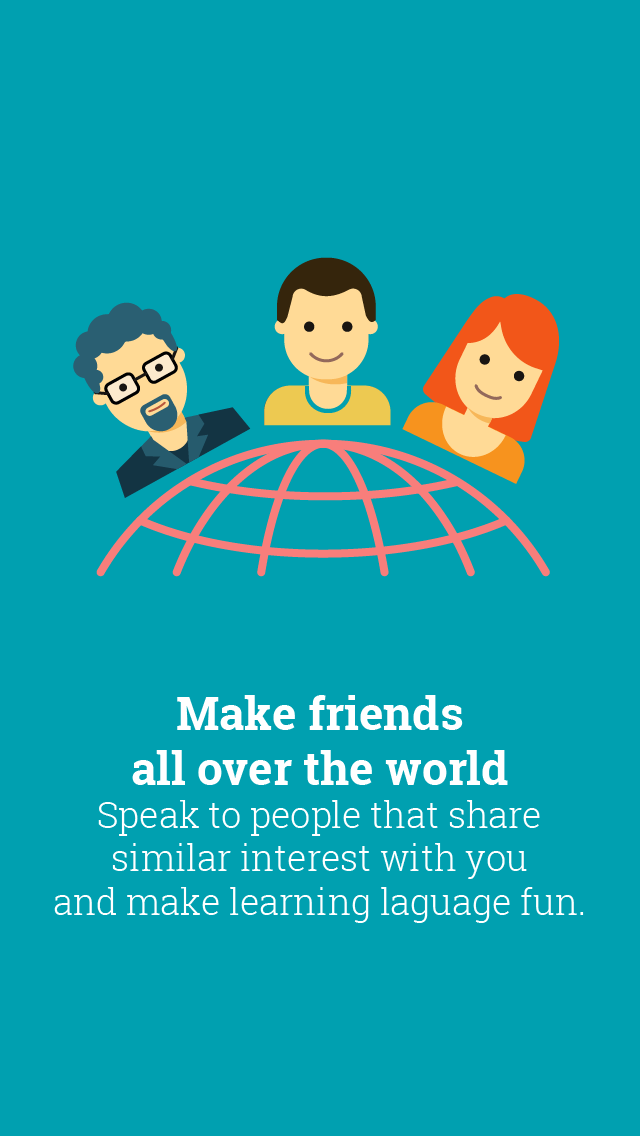 Make friends
all over the world
Speak to people that share
similar interest with you
and make learning laguage fun.